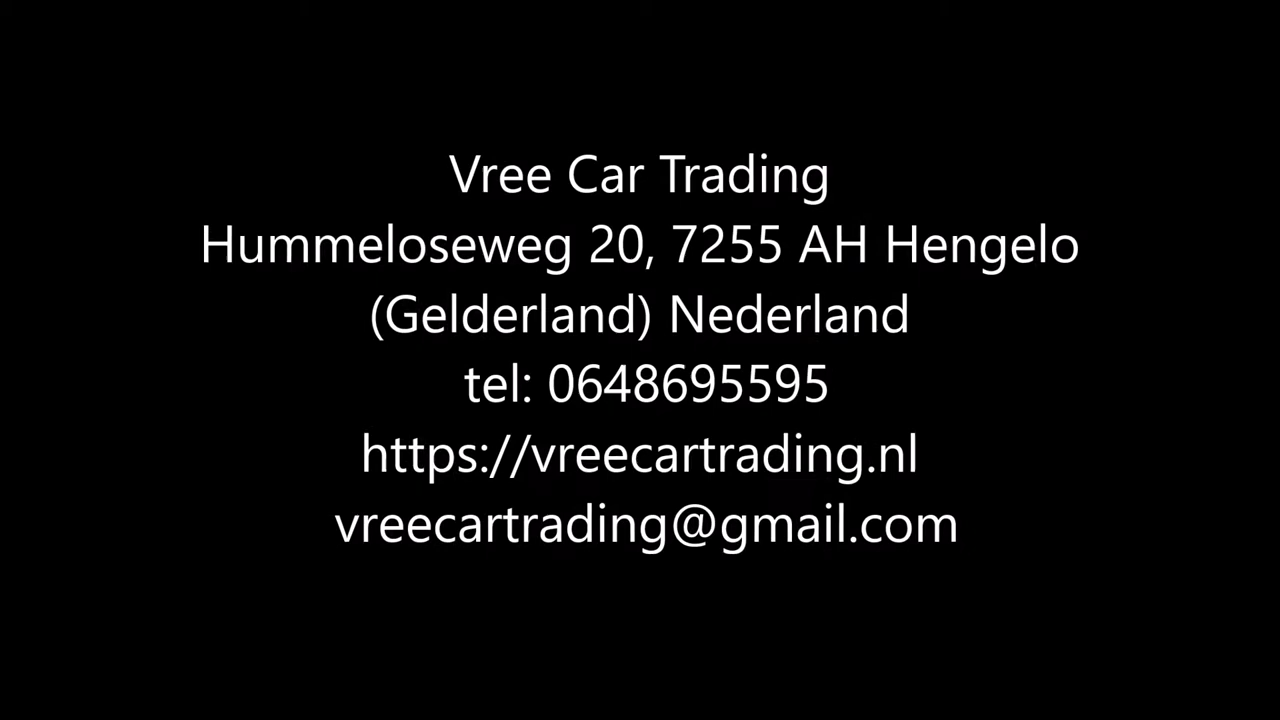 Vree Car Trading
Hummeloseweg 20, 7255 AH Hengelo
(Gelderland) Nederland
tel: 0648695595
https://vreecartrading.nl
vreecartrading@gmail.com